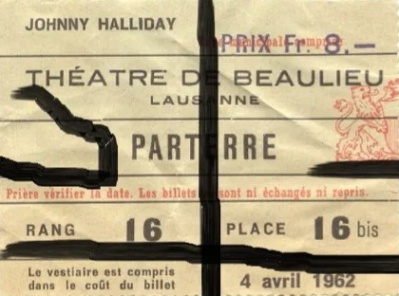 JOHNNY HALLIDAY
PRIX Fr. 8.—
THÉATRE DE BEAULIEU
LAUSANNE
PARTERRE
Prière vérifier la date. Les billets sont ni échangés ni repris.
RANG 16 PLACE 16 bis
Le vestiaire est compris
dans le coût du billet
4 avril 1962